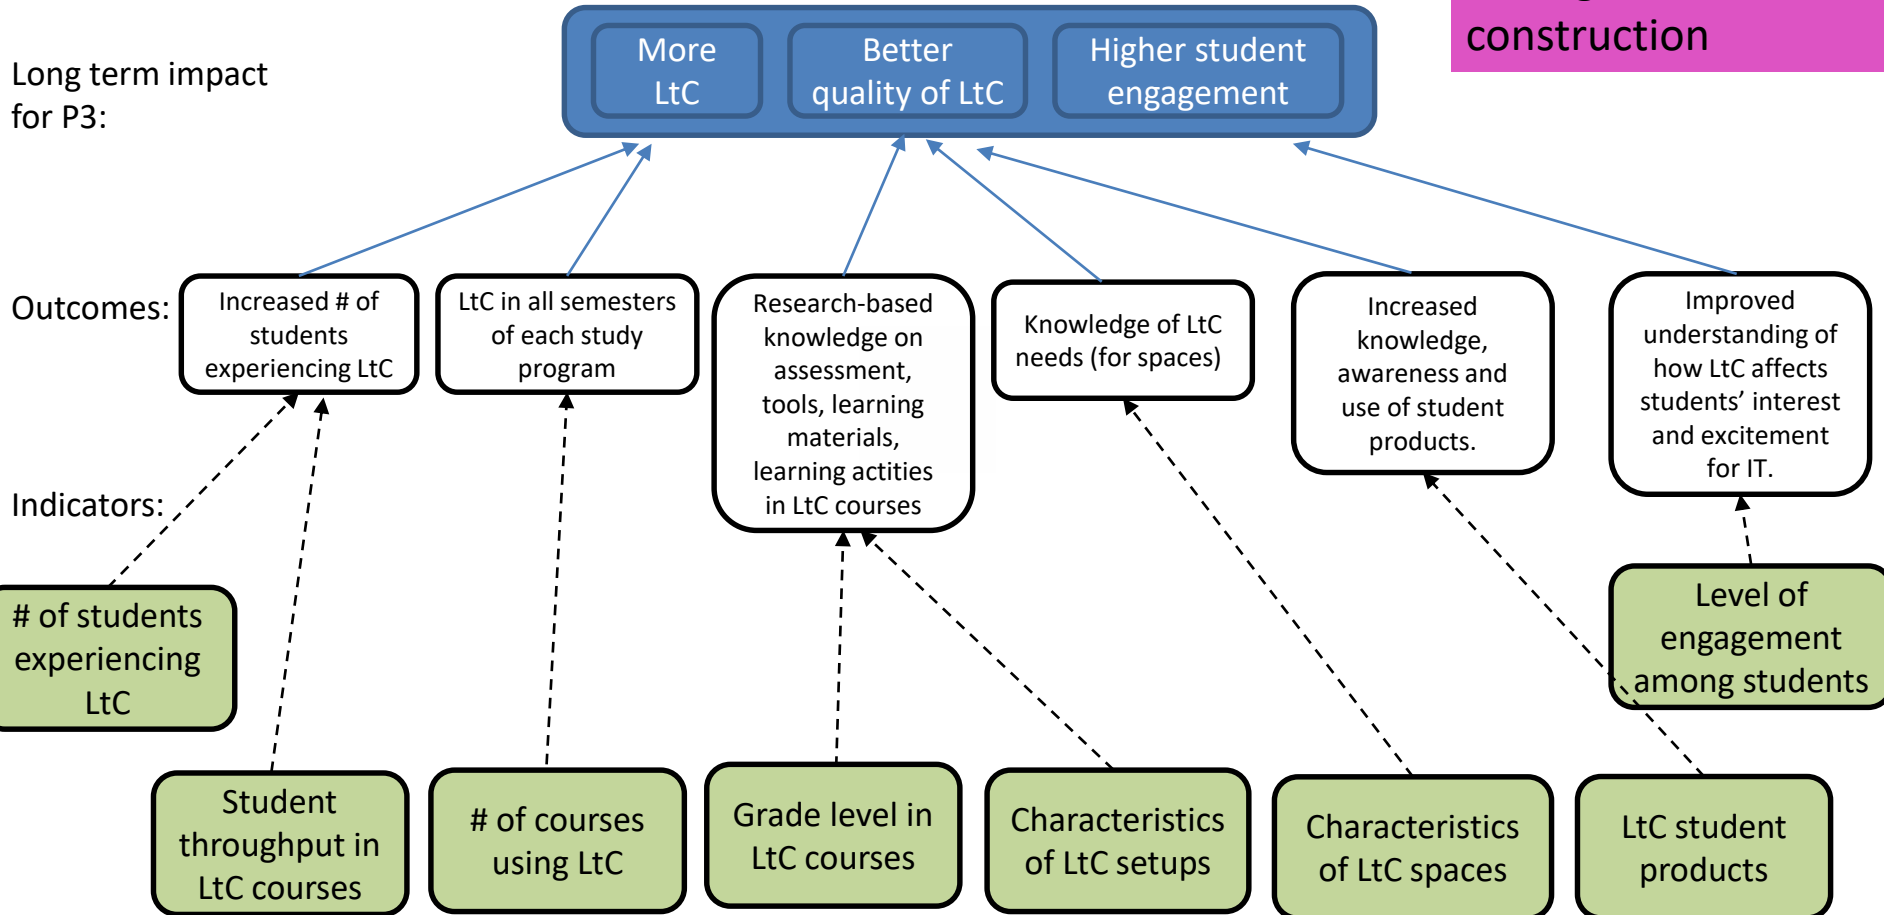 construction
Long term impact
for P3:
More
LtC
Better
quality of LtC
Higher student
engagement
Outcomes:
Increased # of
students
experiencing LtC
LtC in all semesters
of each study
program
Research-based
knowledge on
assessment,
tools, learning
materials,
learning actities
in LtC courses
Knowledge of LtC
needs (for spaces)
Increased
knowledge,
awareness and
use of student
products.
Improved
understanding of
how LtC affects
students’ interest
and excitement
for IT.
Indicators:
# of students
experiencing
LtC
Level of
engagement
among students
Student
throughput in
LtC courses
# of courses
using LtC
Grade level in
LtC courses
Characteristics
of LtC setups
Characteristics
of LtC spaces
LtC student
products